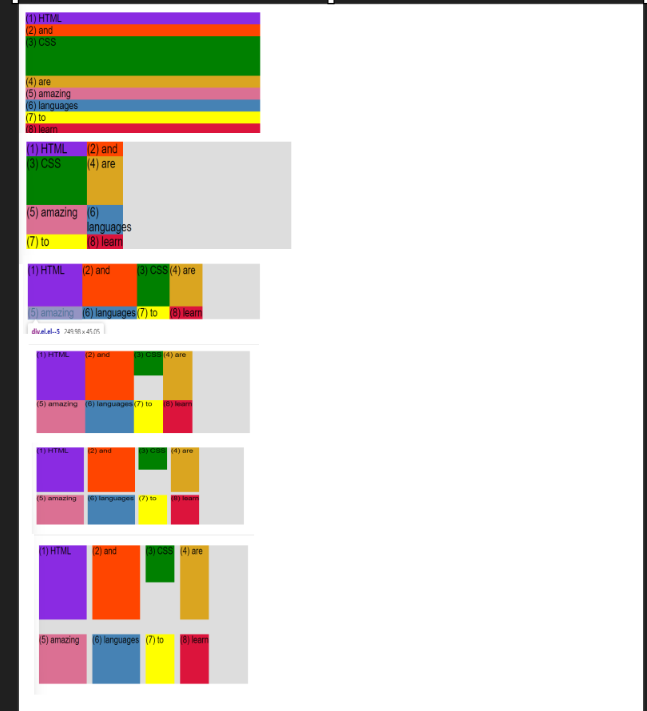 (1) HTML
(2) and
(3) CSS
(4) are
(5) amazing
(6) languages
(7) to
(8) learn
(1) HTML (2) and
(3) CSS (4) are
(5) amazing (6)
languages
(7) to (8) learn
(1) HTML (2) and (3) CSS (4) are
(5) amazing (6) languages (7) to (8) learn
div.el.el--5 249.98 x 45.05
(1) HTML (2) and (3) CSS (4) are
(5) amazing (6) languages (7) to (8) learn
(1) HTML (2) and (3) CSS (4) are
(5) amazing (6) languages (7) to (8) learn
(1) HTML (2) and (3) CSS (4) are
(5) amazing (6) languages (7) to (8) learn